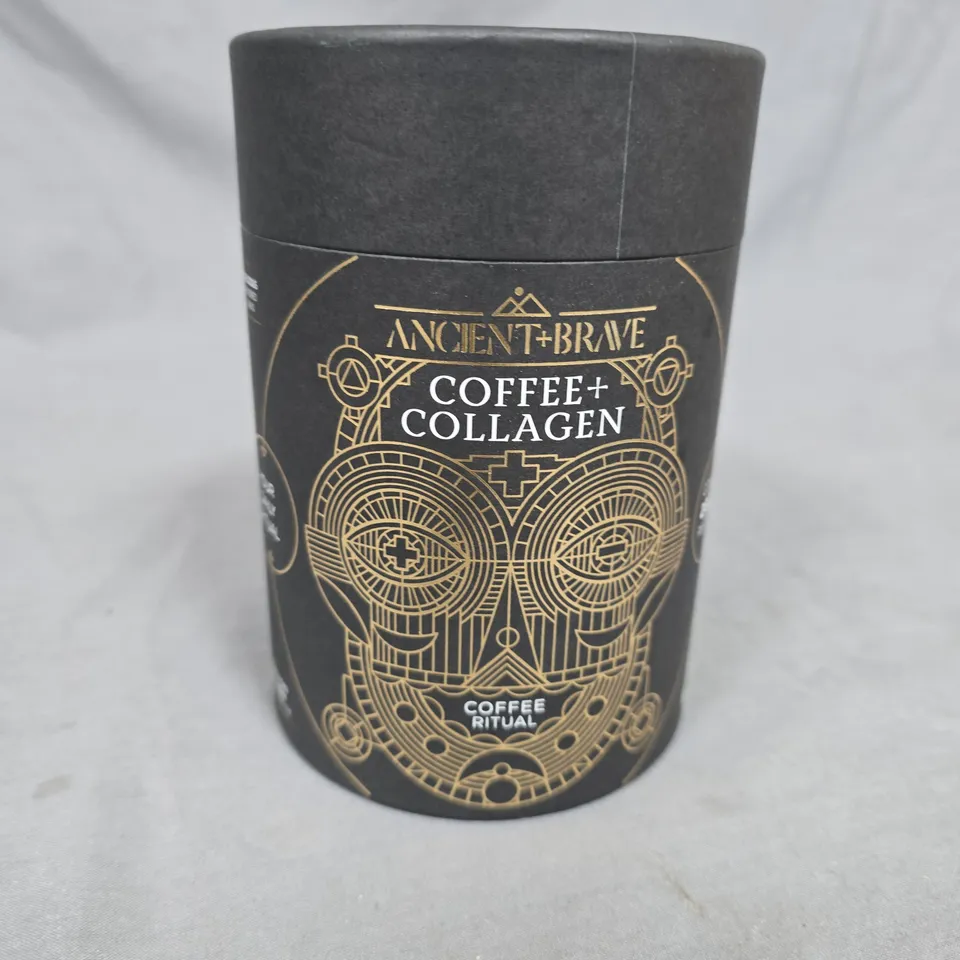 ANCIENT+BRAVE
COFFEE+
COLLAGEN
COFFEE
RITUAL